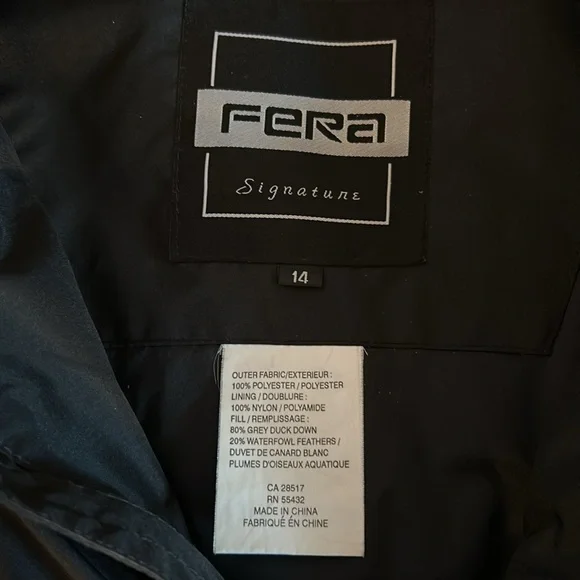 FERA
Signature
14
OUTER FABRIC/EXTERIEUR :
100% POLYESTER / POLYESTER
LINING / DOUBLURE :
100% NYLON / POLYAMIDE
FILL / REMPLISSAGE :
80% GREY DUCK DOWN
20% WATERFOWL FEATHERS /
DUVET DE CANARD BLANC
PLUMES D'OISEAUX AQUATIQUE
CA 28517
RN 55432
MADE IN CHINA
FABRIQUÉ ÉN CHINE